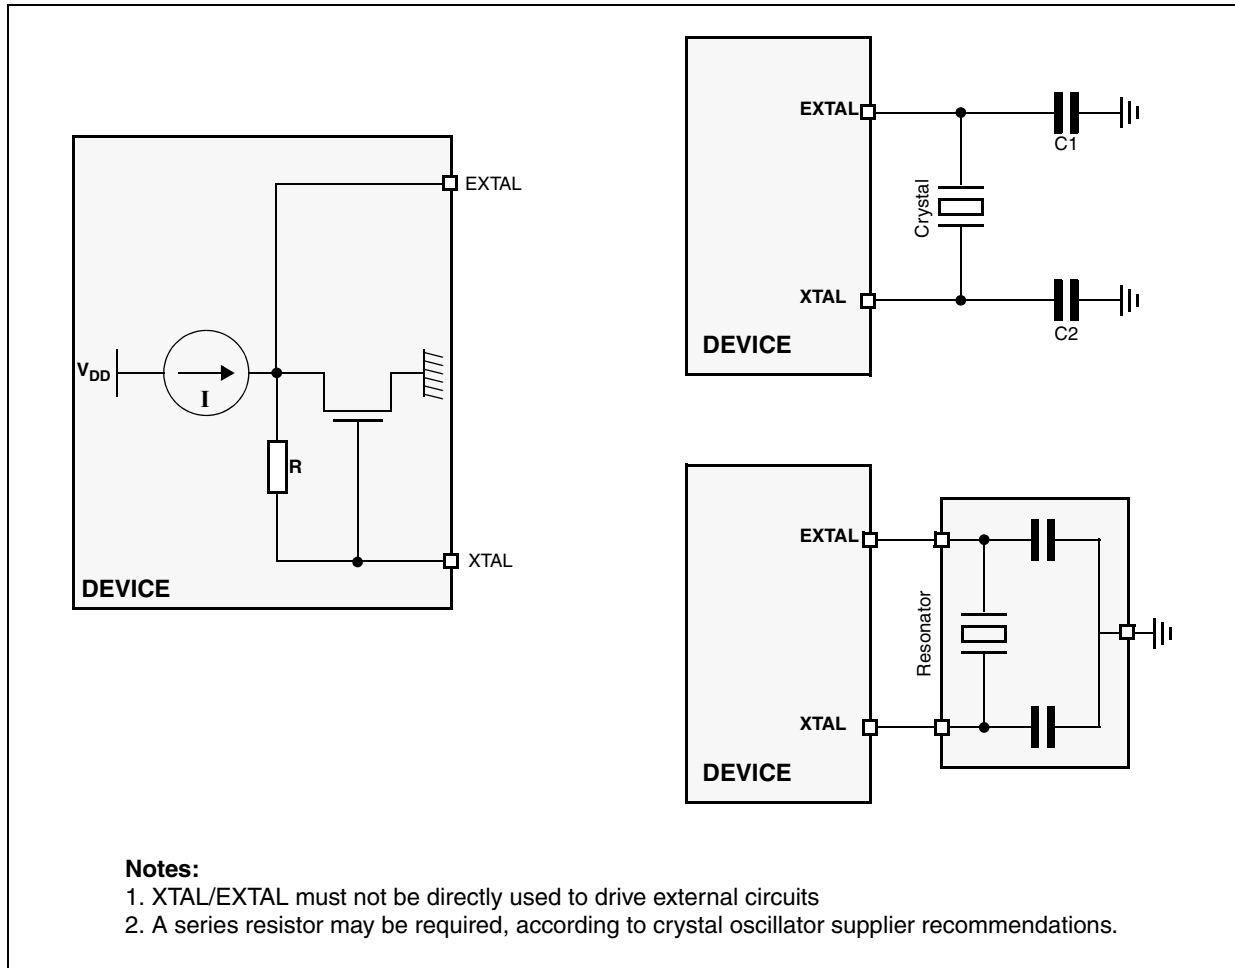 EXTAL
V_DD
I
R
XTAL
DEVICE
EXTAL
C1
Crystal
XTAL
C2
DEVICE
EXTAL
Resonator
XTAL
DEVICE
Notes:
1. XTAL/EXTAL must not be directly used to drive external circuits
2. A series resistor may be required, according to crystal oscillator supplier recommendations.